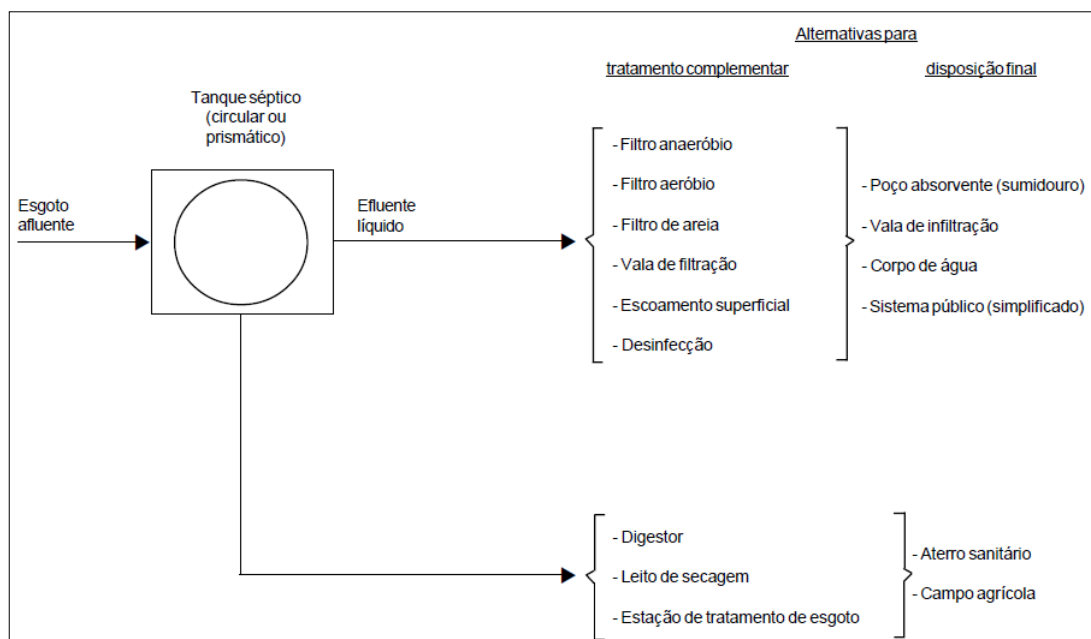 Alternativas para
tratamento complementar
disposição final
Tanque séptico
(circular ou
prismático)
Esgoto
afluente
Efluente
líquido
- Filtro anaeróbio
- Filtro aeróbio
- Filtro de areia
- Vala de filtração
- Escoamento superficial
- Desinfecção
- Poço absorvente (sumidouro)
- Vala de infiltração
- Corpo de água
- Sistema público (simplificado)
- Digestor
- Leito de secagem
- Estação de tratamento de esgoto
- Aterro sanitário
- Campo agrícola